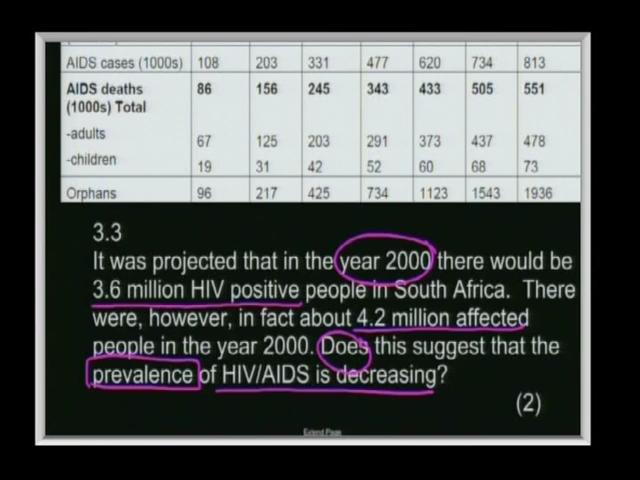 AIDS cases (1000s) 108 203 331 477 620 734 813
AIDS deaths 86 156 245 343 433 505 551
(1000s) Total
-adults 67 125 203 291 373 437 478
-children 19 31 42 52 60 68 73
Orphans 96 217 425 734 1123 1543 1936
3.3
It was projected that in the year 2000 there would be
3.6 million HIV positive people in South Africa. There
were, however, in fact about 4.2 million affected
people in the year 2000. Does this suggest that the
prevalence of HIV/AIDS is decreasing?
(2)
Extend Page